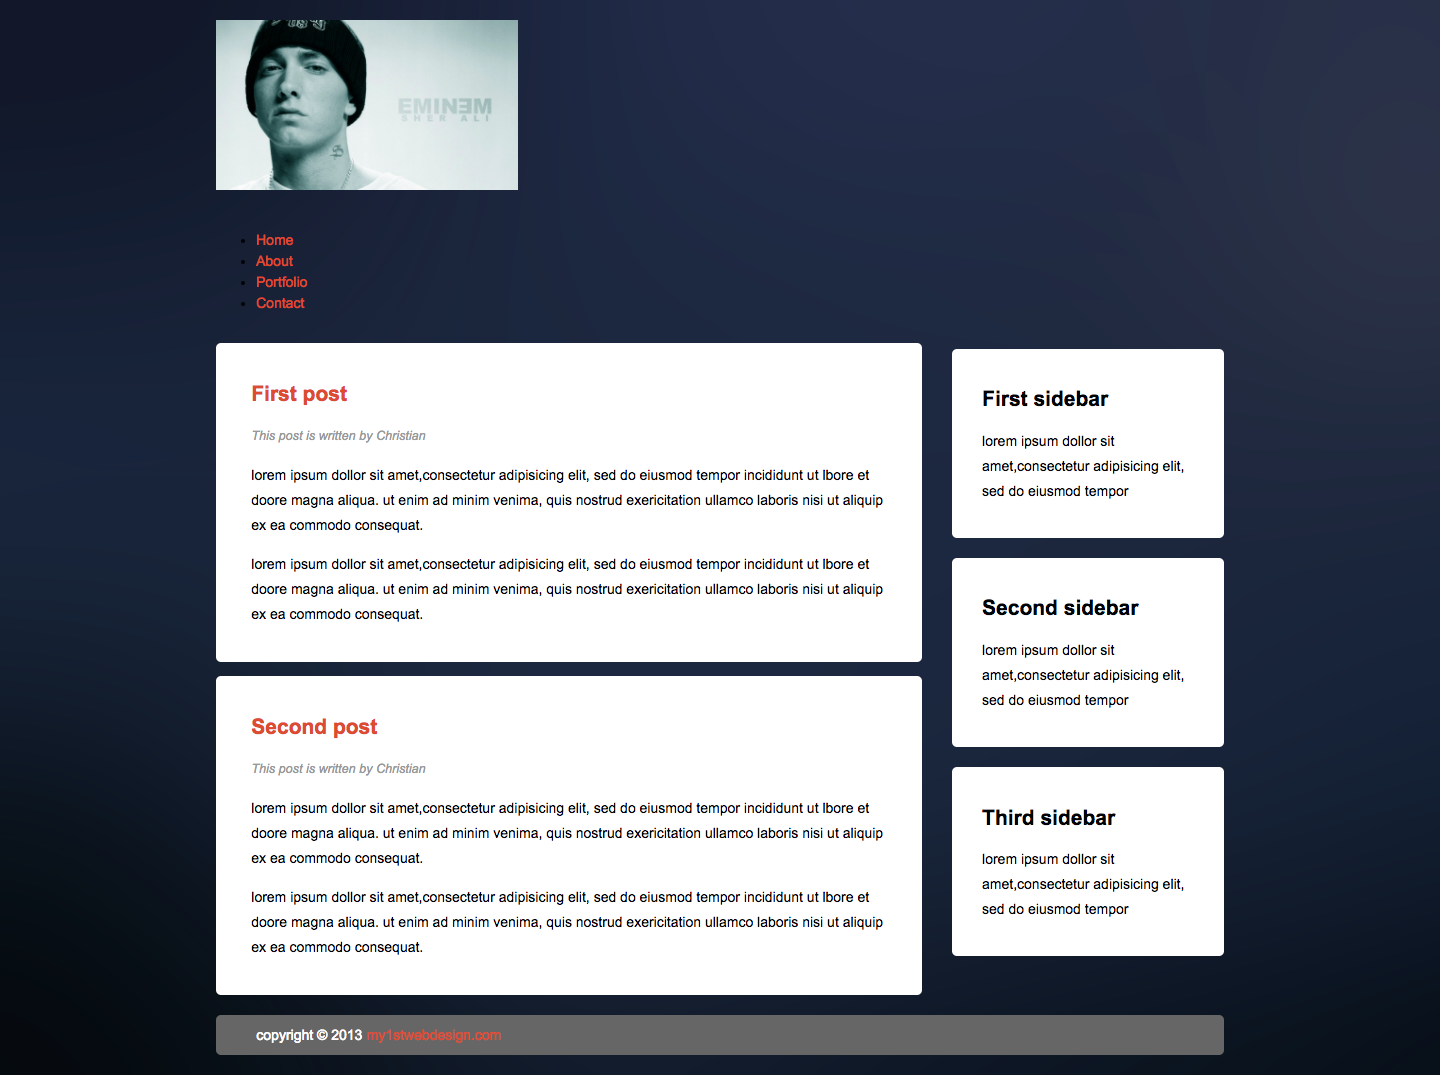 EMINEM
SHER ALI
Home
About
Portfolio
Contact
First post
This post is written by Christian
lorem ipsum dollor sit amet,consectetur adipisicing elit, sed do eiusmod tempor incididunt ut lbore et
doore magna aliqua. ut enim ad minim venima, quis nostrud exericitation ullamco laboris nisi ut aliquip
ex ea commodo consequat.
lorem ipsum dollor sit amet,consectetur adipisicing elit, sed do eiusmod tempor incididunt ut lbore et
doore magna aliqua. ut enim ad minim venima, quis nostrud exericitation ullamco laboris nisi ut aliquip
ex ea commodo consequat.
Second post
This post is written by Christian
lorem ipsum dollor sit amet,consectetur adipisicing elit, sed do eiusmod tempor incididunt ut lbore et
doore magna aliqua. ut enim ad minim venima, quis nostrud exericitation ullamco laboris nisi ut aliquip
ex ea commodo consequat.
lorem ipsum dollor sit amet,consectetur adipisicing elit, sed do eiusmod tempor incididunt ut lbore et
doore magna aliqua. ut enim ad minim venima, quis nostrud exericitation ullamco laboris nisi ut aliquip
ex ea commodo consequat.
First sidebar
lorem ipsum dollor sit
amet,consectetur adipisicing elit,
sed do eiusmod tempor
Second sidebar
lorem ipsum dollor sit
amet,consectetur adipisicing elit,
sed do eiusmod tempor
Third sidebar
lorem ipsum dollor sit
amet,consectetur adipisicing elit,
sed do eiusmod tempor
copyright © 2013 my1stwebdesign.com